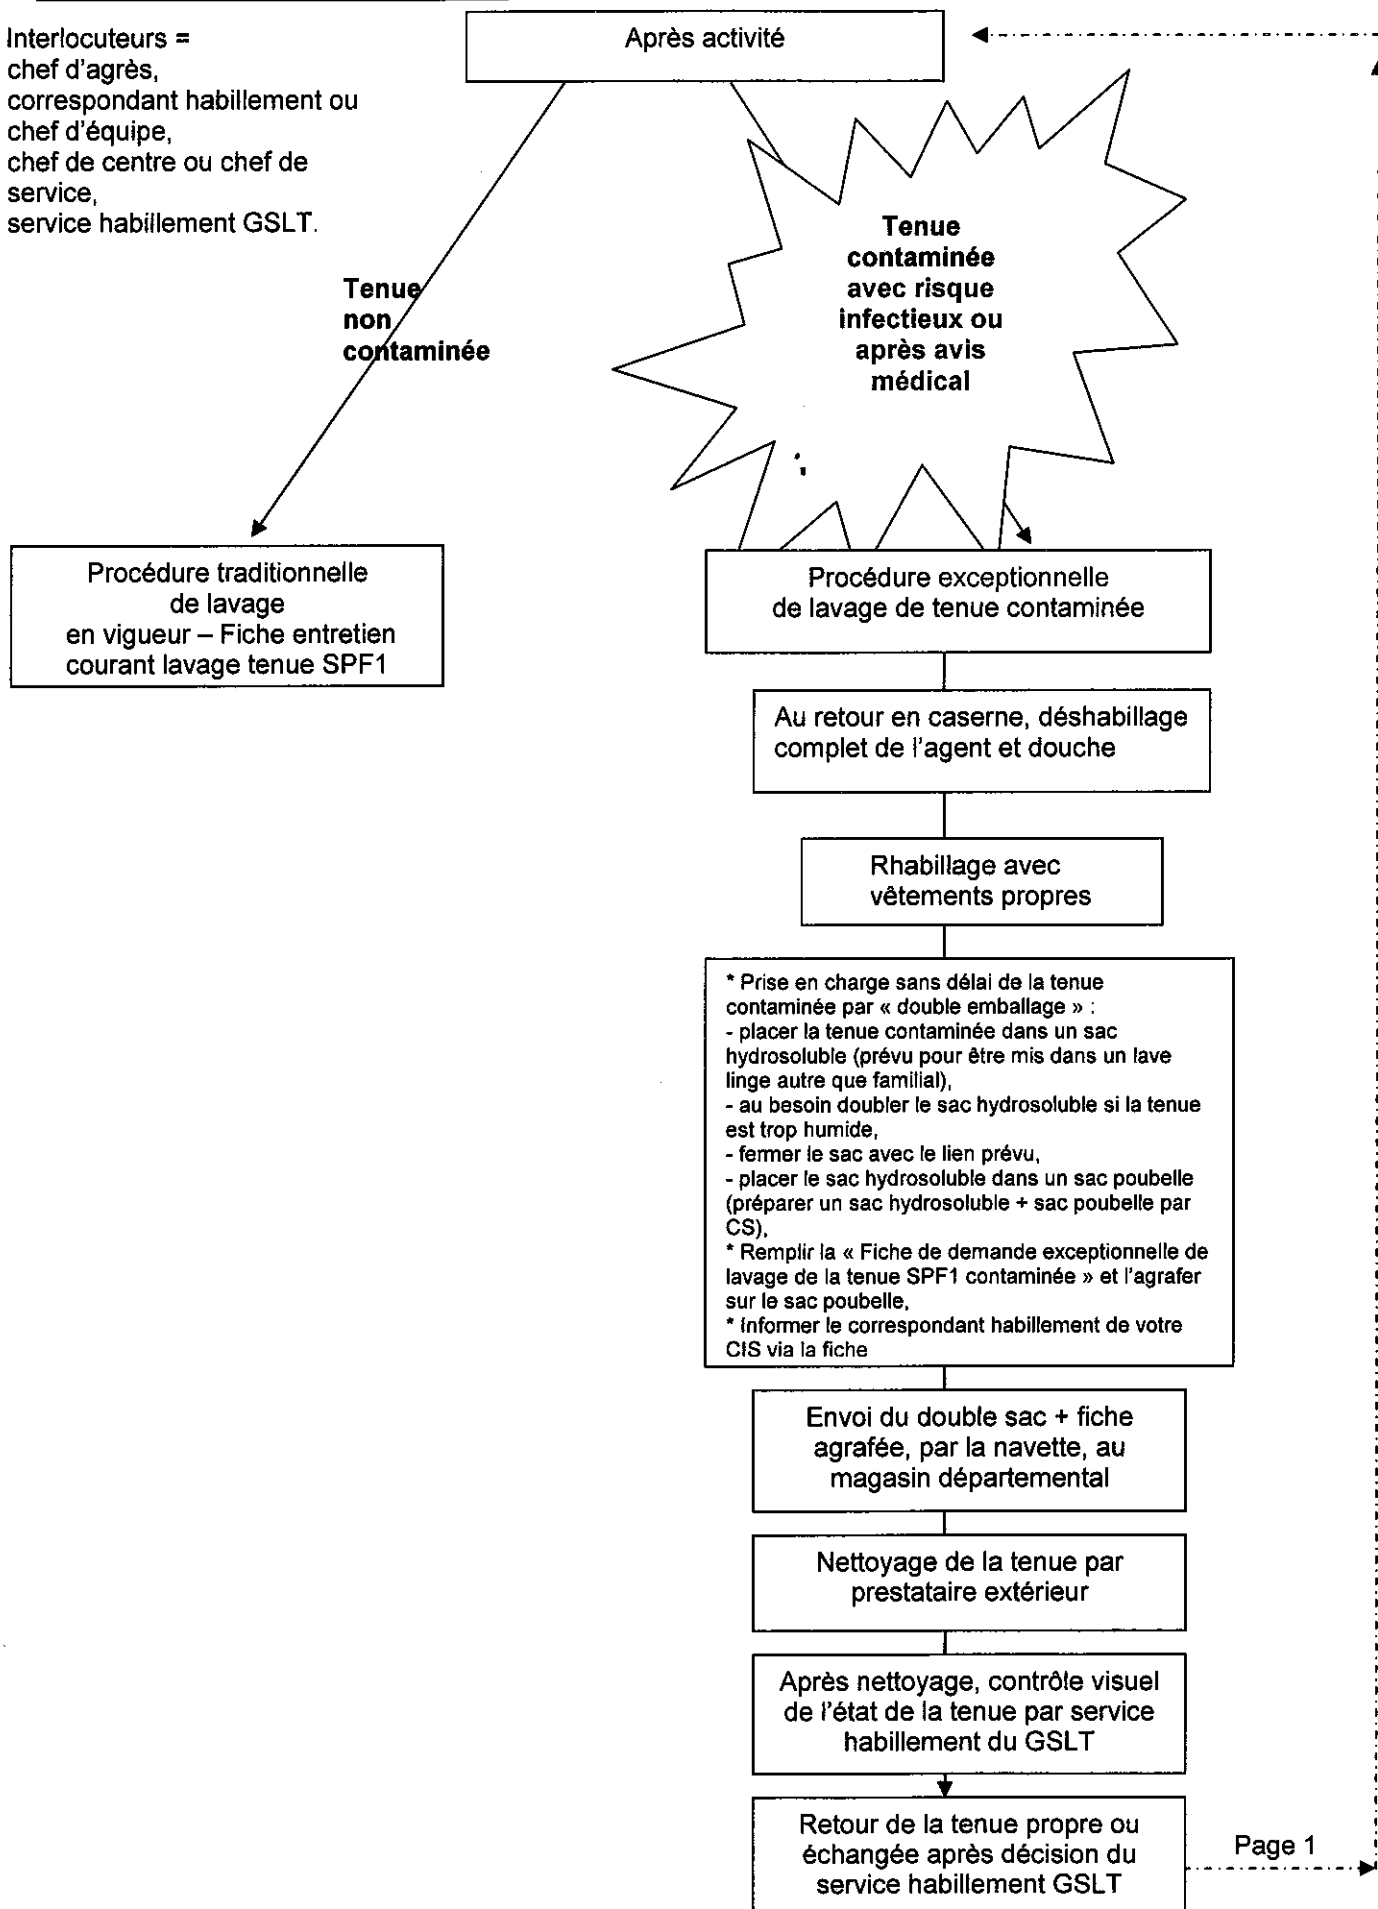 Interlocuteurs =
chef d'agrès,
correspondant habillement ou
chef d'équipe,
chef de centre ou chef de
service,
service habillement GSLT.
Après activité
Tenue
non
contaminée
Tenue
contaminée
avec risque
infectieux ou
après avis
médical
Procédure traditionnelle
de lavage
en vigueur – Fiche entretien
courant lavage tenue SPF1
Procédure exceptionnelle
de lavage de tenue contaminée
Au retour en caserne, déshabillage
complet de l'agent et douche
Rhabillage avec
vêtements propres
* Prise en charge sans délai de la tenue
contaminée par « double emballage » :
- placer la tenue contaminée dans un sac
hydrosoluble (prévu pour être mis dans un lave
linge autre que familial),
- au besoin doubler le sac hydrosoluble si la tenue
est trop humide,
- fermer le sac avec le lien prévu,
- placer le sac hydrosoluble dans un sac poubelle
(préparer un sac hydrosoluble + sac poubelle par
CS),
* Remplir la « Fiche de demande exceptionnelle de
lavage de la tenue SPF1 contaminée » et l'agrafer
sur le sac poubelle,
* Informer le correspondant habillement de votre
CIS via la fiche
Envoi du double sac + fiche
agrafée, par la navette, au
magasin départemental
Nettoyage de la tenue par
prestataire extérieur
Après nettoyage, contrôle visuel
de l'état de la tenue par service
habillement du GSLT
Retour de la tenue propre ou
échangée après décision du
service habillement GSLT
Page 1